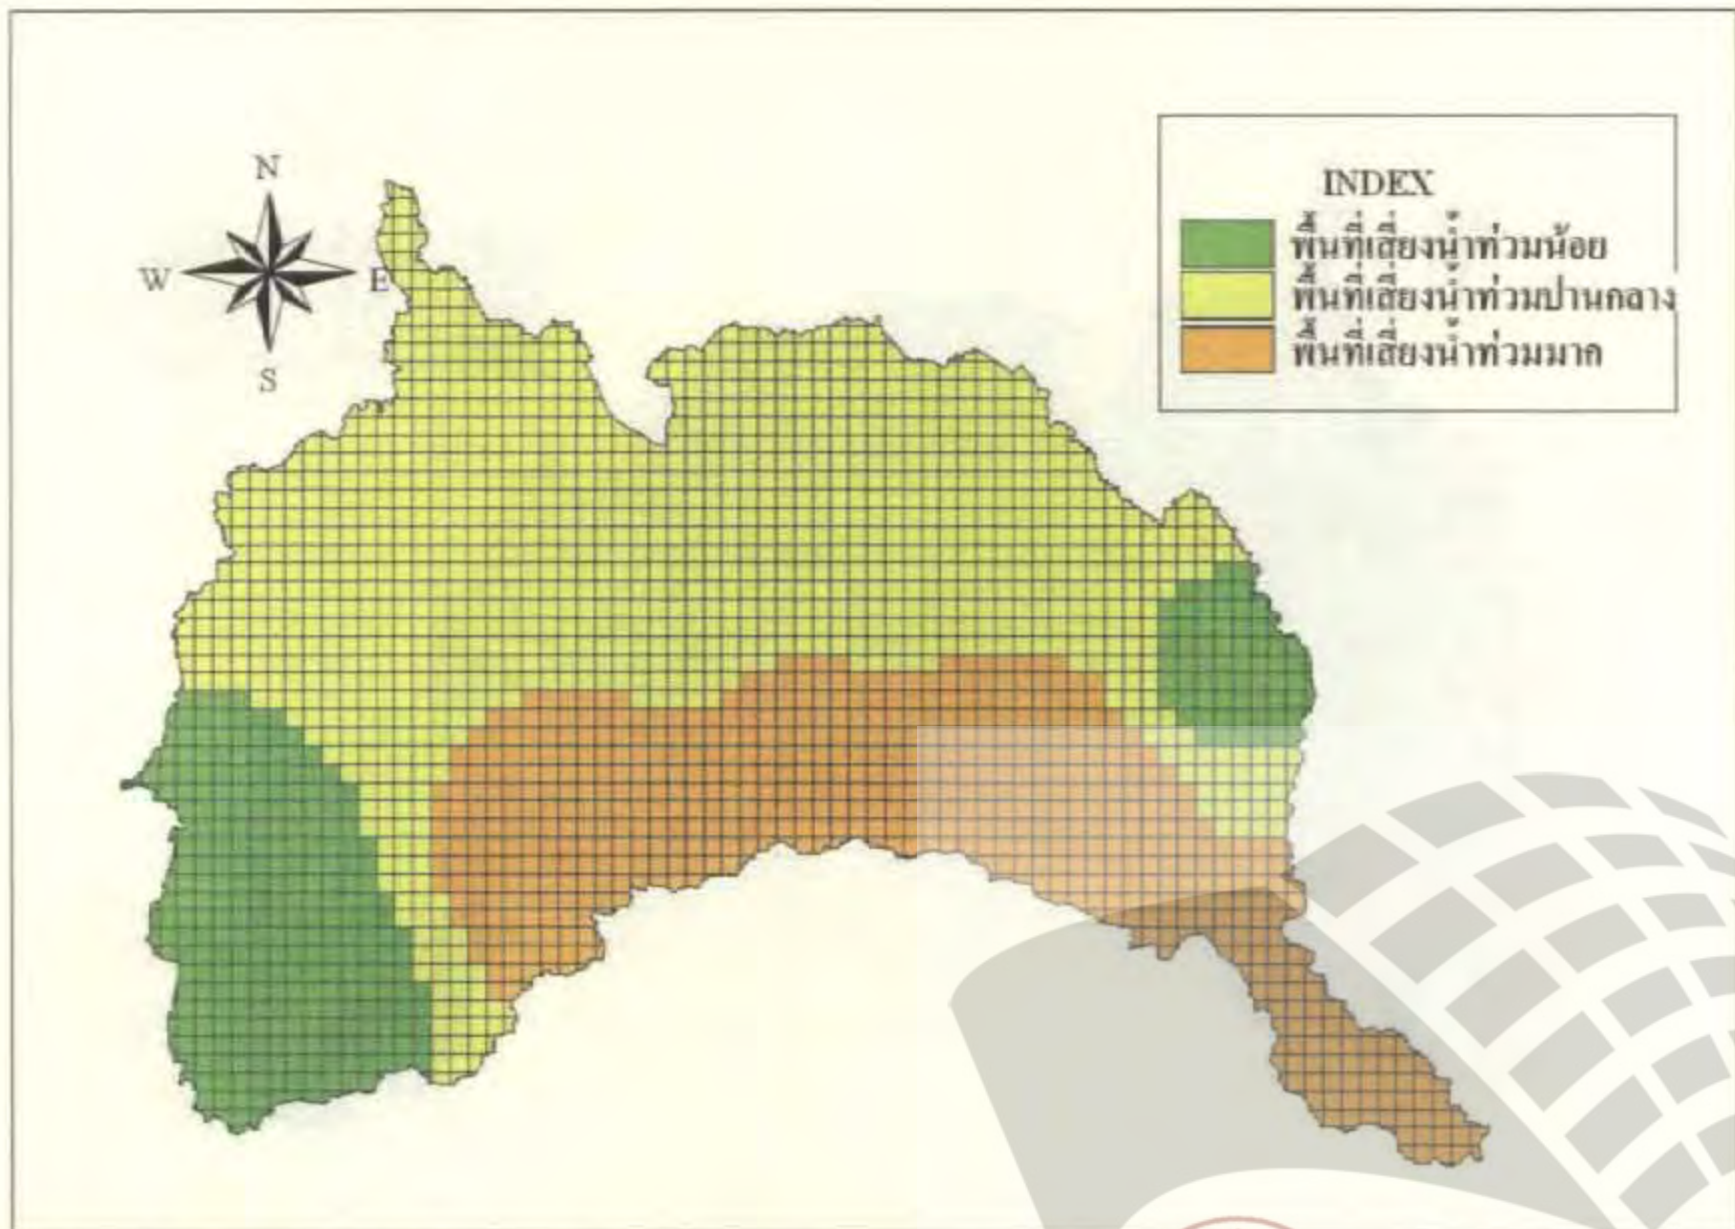 N
W E
S
INDEX
พื้นที่เสี่ยงน้ำท่วมน้อย
พื้นที่เสี่ยงน้ำท่วมปานกลาง
พื้นที่เสี่ยงน้ำท่วมมาก